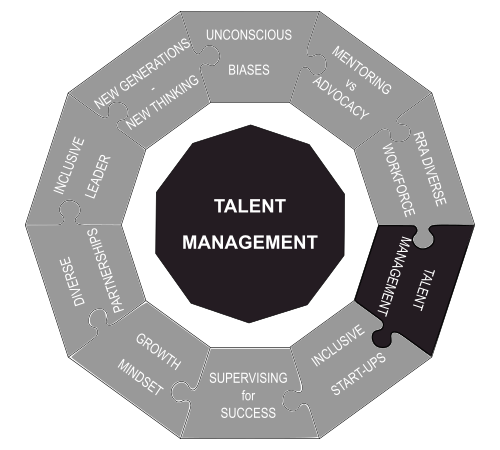 UNCONSCIOUS
BIASES
MENTORING
vs
ADVOCACY
RRA DIVERSE
WORKFORCE
TALENT
MANAGEMENT
INCLUSIVE
START-UPS
SUPERVISING
for
SUCCESS
GROWTH
MINDSET
DIVERSE
PARTNERSHIPS
INCLUSIVE
LEADER
NEW GENERATIONS
-
NEW THINKING
TALENT
MANAGEMENT